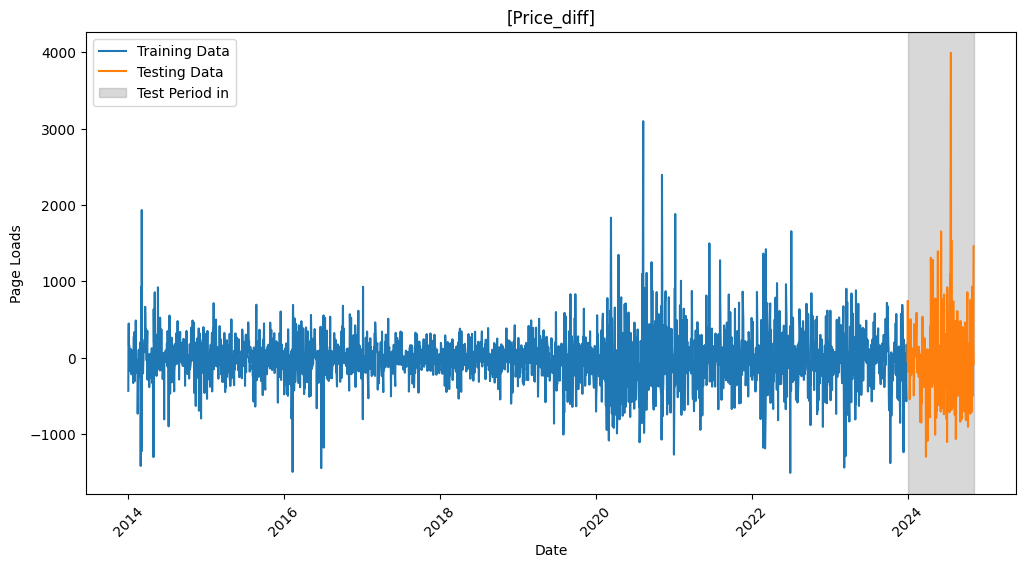 [Price_diff]
Training Data
Testing Data
Test Period in
Page Loads
4000
3000
2000
1000
0
−1000
2014
2016
2018
2020
2022
2024
Date